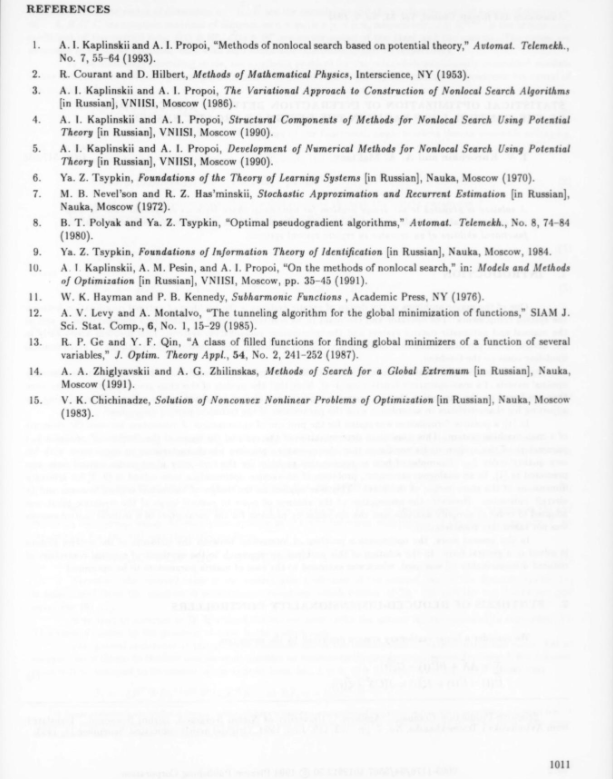 REFERENCES
1. A. I. Kaplinskii and A. I. Propoi, “Methods of nonlocal search based on potential theory,” Avtomat. Telemekh.,
No. 7, 55–64 (1993).
2. R. Courant and D. Hilbert, Methods of Mathematical Physics, Interscience, NY (1953).
3. A. I. Kaplinskii and A. I. Propoi, The Variational Approach to Construction of Nonlocal Search Algorithms
[in Russian], VNIISI, Moscow (1986).
4. A. I. Kaplinskii and A. I. Propoi, Structural Components of Methods for Nonlocal Search Using Potential
Theory [in Russian], VNIISI, Moscow (1990).
5. A. I. Kaplinskii and A. I. Propoi, Development of Numerical Methods for Nonlocal Search Using Potential
Theory [in Russian], VNIISI, Moscow (1990).
6. Ya. Z. Tsypkin, Foundations of the Theory of Learning Systems [in Russian], Nauka, Moscow (1970).
7. M. B. Nevel'son and R. Z. Has'minskii, Stochastic Approximation and Recurrent Estimation [in Russian],
Nauka, Moscow (1972).
8. B. T. Polyak and Ya. Z. Tsypkin, “Optimal pseudogradient algorithms,” Avtomat. Telemekh., No. 8, 74–84
(1980).
9. Ya. Z. Tsypkin, Foundations of Information Theory of Identification [in Russian], Nauka, Moscow, 1984.
10. A. I. Kaplinskii, A. M. Pesin, and A. I. Propoi, “On the methods of nonlocal search,” in: Models and Methods
of Optimization [in Russian], VNIISI, Moscow, pp. 35–45 (1991).
11. W. K. Hayman and P. B. Kennedy, Subharmonic Functions , Academic Press, NY (1976).
12. A. V. Levy and A. Montalvo, “The tunneling algorithm for the global minimization of functions,” SIAM J.
Sci. Stat. Comp., 6, No. 1, 15–29 (1985).
13. R. P. Ge and Y. F. Qin, “A class of filled functions for finding global minimizers of a function of several
variables,” J. Optim. Theory Appl., 54, No. 2, 241–252 (1987).
14. A. A. Zhiglyavskii and A. G. Zhilinskas, Methods of Search for a Global Extremum [in Russian], Nauka,
Moscow (1991).
15. V. K. Chichinadze, Solution of Nonconvex Nonlinear Problems of Optimization [in Russian], Nauka, Moscow
(1983).
1011